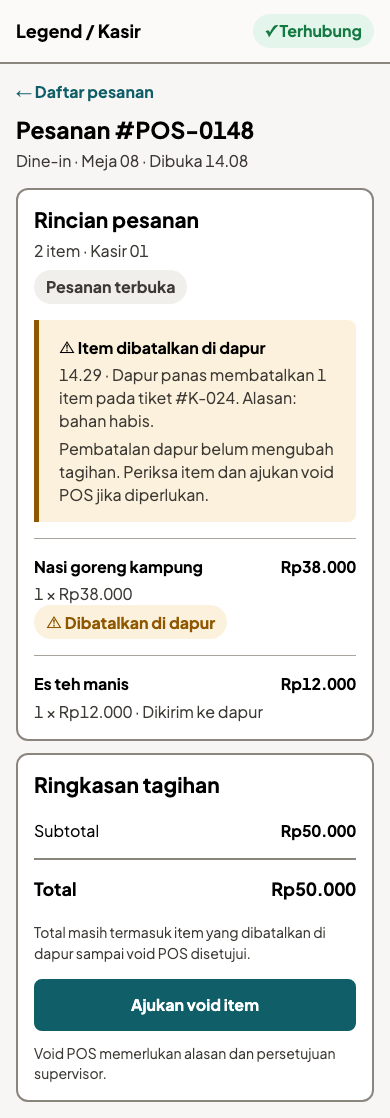 Legend / Kasir
✓Terhubung
←Daftar pesanan
Pesanan #POS-0148
Dine-in · Meja 08 · Dibuka 14.08
Rincian pesanan
2 item · Kasir 01
Pesanan terbuka
⚠ Item dibatalkan di dapur
14.29 · Dapur panas membatalkan 1
item pada tiket #K-024. Alasan:
bahan habis.
Pembatalan dapur belum mengubah
tagihan. Periksa item dan ajukan void
POS jika diperlukan.
Nasi goreng kampung Rp38.000
1 × Rp38.000
⚠ Dibatalkan di dapur
Es teh manis Rp12.000
1 × Rp12.000 · Dikirim ke dapur
Ringkasan tagihan
Subtotal Rp50.000
Total Rp50.000
Total masih termasuk item yang dibatalkan di
dapur sampai void POS disetujui.
Ajukan void item
Void POS memerlukan alasan dan persetujuan
supervisor.